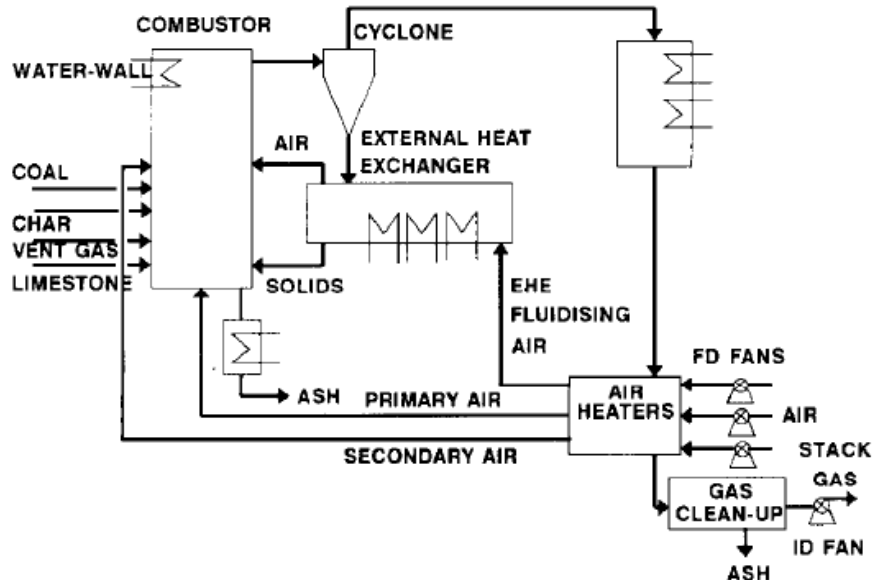 COMBUSTOR
CYCLONE
WATER-WALL
AIR
EXTERNAL HEAT
EXCHANGER
COAL
CHAR
VENT GAS
LIMESTONE
SOLIDS
EHE
FLUIDISING
AIR
FD FANS
ASH
PRIMARY AIR
AIR
HEATERS
AIR
SECONDARY AIR
STACK
GAS
GAS
CLEAN-UP
ID FAN
ASH